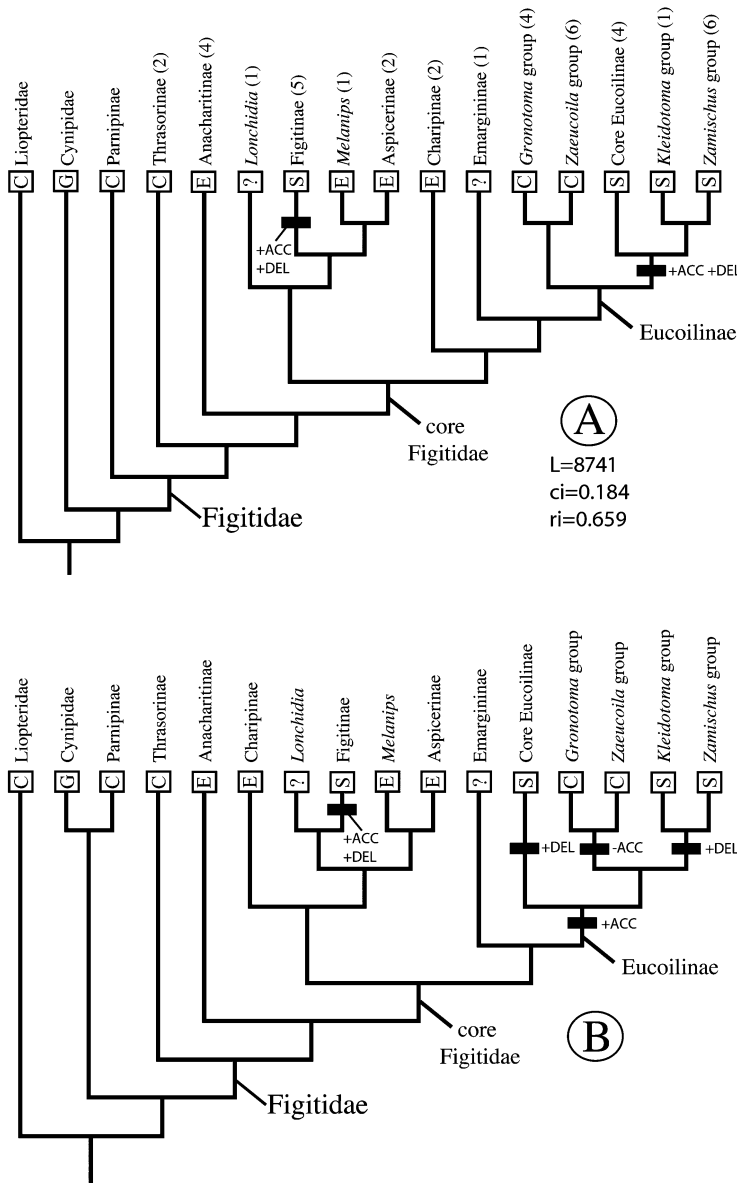 Liopteridae
Cynipidae
Parnipinae
Thrasorinae (2)
Anacharitinae (4)
Lonchidia (1)
Figitinae (5)
Melanips (1)
Aspicerinae (2)
Charipinae (2)
Emargininae (1)
Gronotoma group (4)
Zaeucoila group (6)
Core Eucoilinae (4)
Kleidotoma group (1)
Zamischus group (6)
C G C C E ? S E E E ? C C S S S
+ACC
+DEL
+ACC +DEL
Eucoilinae
core
Figitidae
Figitidae
A
L=8741
ci=0.184
ri=0.659
Liopteridae
Cynipidae
Parnipinae
Thrasorinae
Anacharitinae
Charipinae
Lonchidia
Figitinae
Melanips
Aspicerinae
Emargininae
Core Eucoilinae
Gronotoma group
Zaeucoila group
Kleidotoma group
Zamischus group
C G C C E E ? S E E ? S C C S S
+ACC
+DEL
+DEL
-ACC
+DEL
+ACC
Eucoilinae
core
Figitidae
B
Figitidae